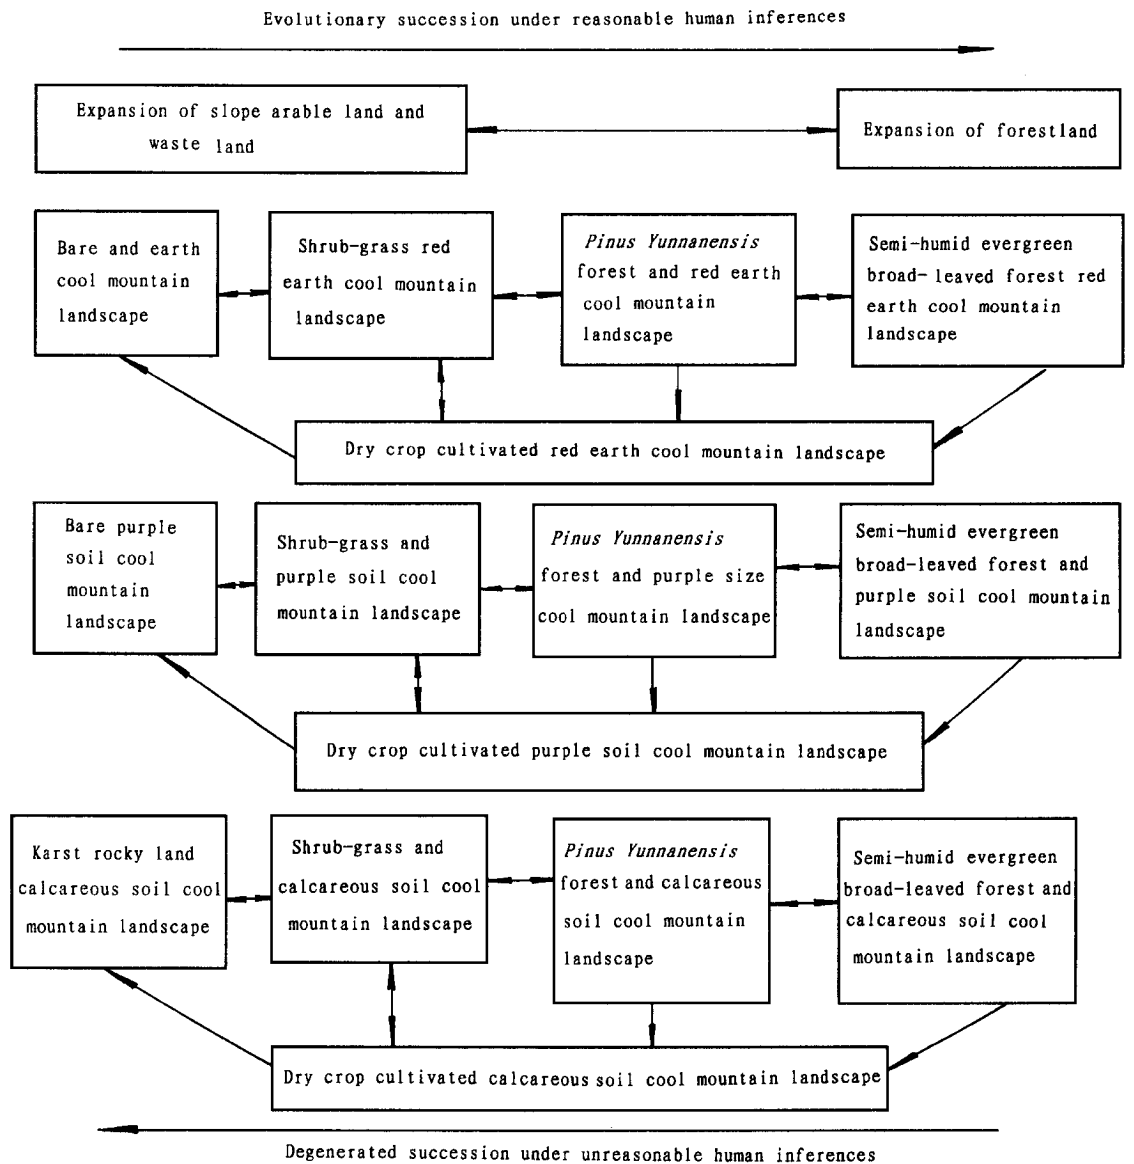 Evolutionary succession under reasonable human inferences
Expansion of slope arable land and
waste land
Expansion of forestland
Bare and earth
cool mountain
landscape
Shrub-grass red
earth cool mountain
landscape
Pinus Yunnanensis
forest and red earth
cool mountain
landscape
Semi-humid evergreen
broad-leaved forest red
earth cool mountain
landscape
Dry crop cultivated red earth cool mountain landscape
Bare purple
soil cool
mountain
landscape
Shrub-grass and
purple soil cool
mountain landscape
Pinus Yunnanensis
forest and purple size
cool mountain landscape
Semi-humid evergreen
broad-leaved forest and
purple soil cool mountain
landscape
Dry crop cultivated purple soil cool mountain landscape
Karst rocky land
calcareous soil cool
mountain landscape
Shrub-grass and
calcareous soil cool
mountain landscape
Pinus Yunnanensis
forest and calcareous
soil cool mountain
landscape
Semi-humid evergreen
broad-leaved forest and
calcareous soil cool
mountain landscape
Dry crop cultivated calcareous soil cool mountain landscape
Degenerated succession under unreasonable human inferences